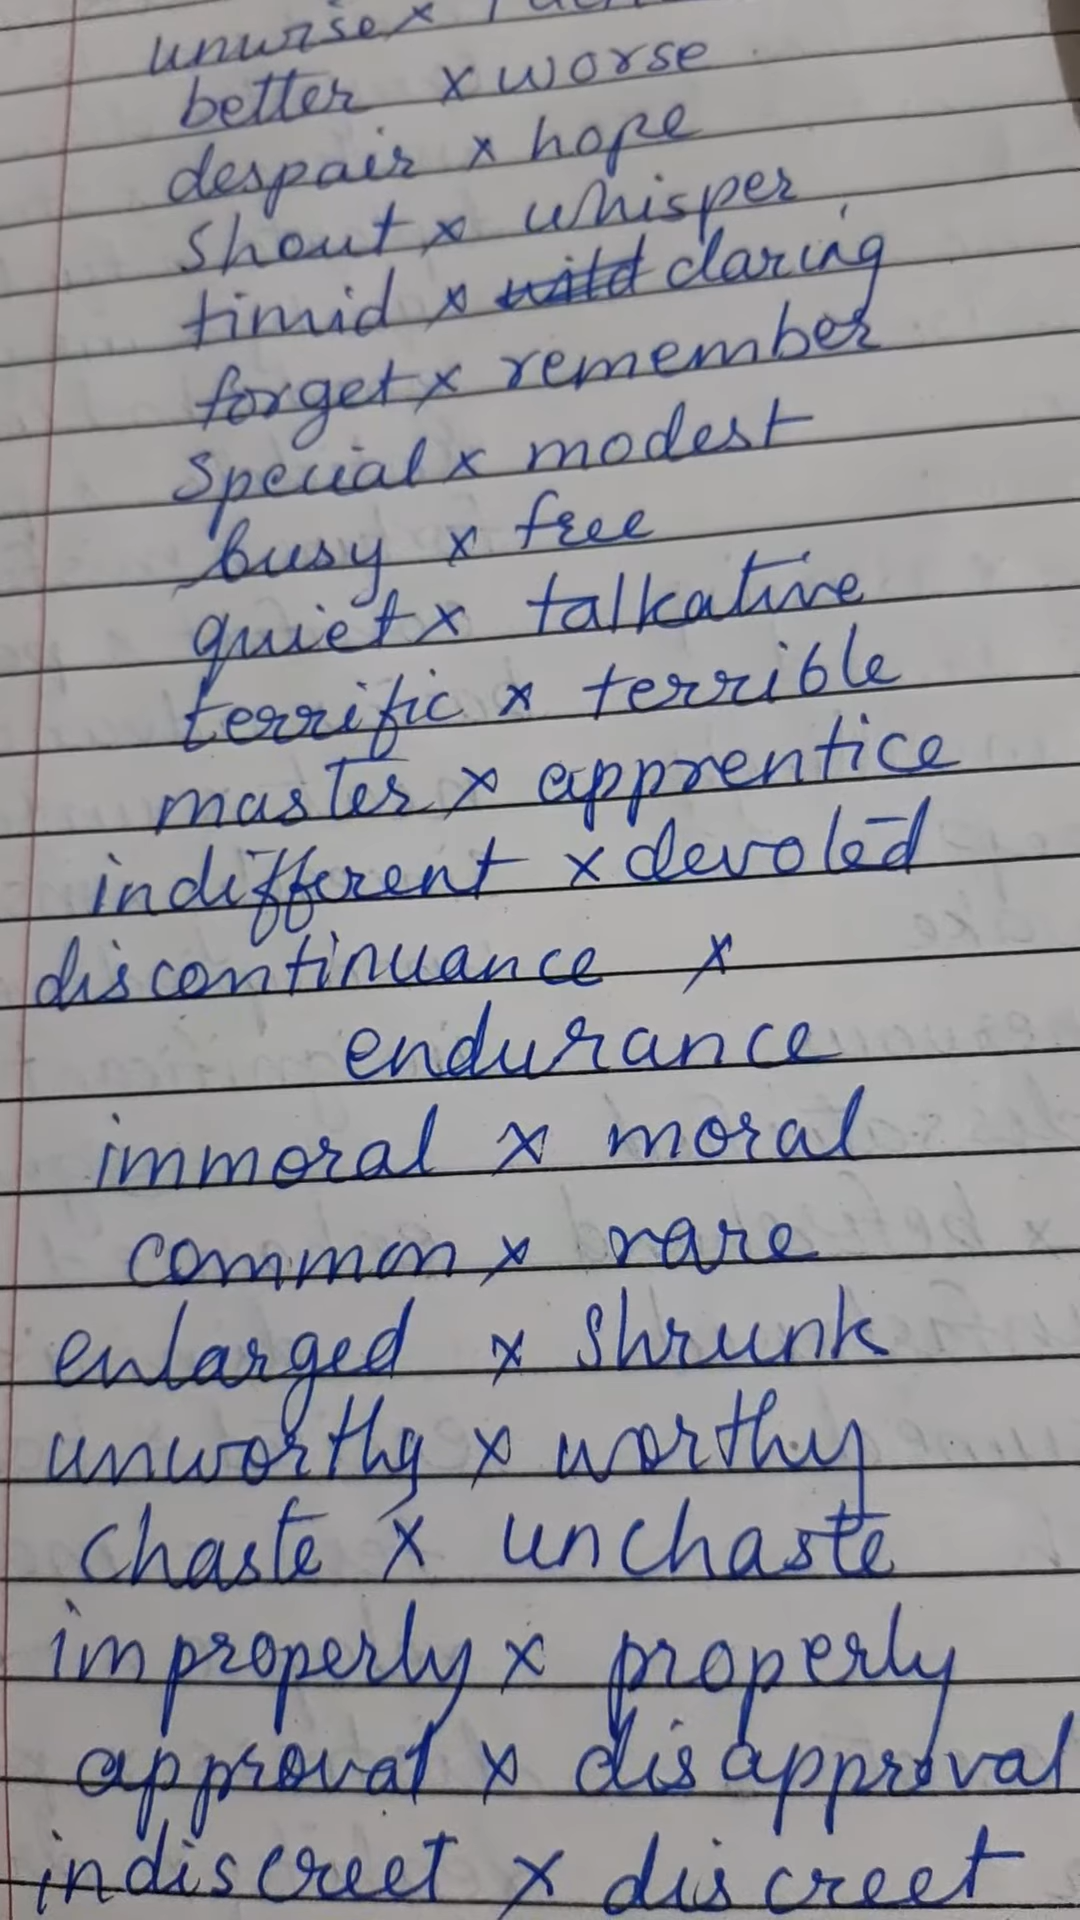 unwise x
better x worse
despair x hope
Shout x whisper
timid x wild daring
forget x remember
Special x modest
busy x free
quiet x talkative
terrific x terrible
master x apprentice
indifferent x devoted
discontinuance x
endurance
immoral x moral
common x rare
enlarged x shrunk
unworthy x worthy
chaste x unchaste
improperly x properly
approval x disapproval
indiscreet x discreet